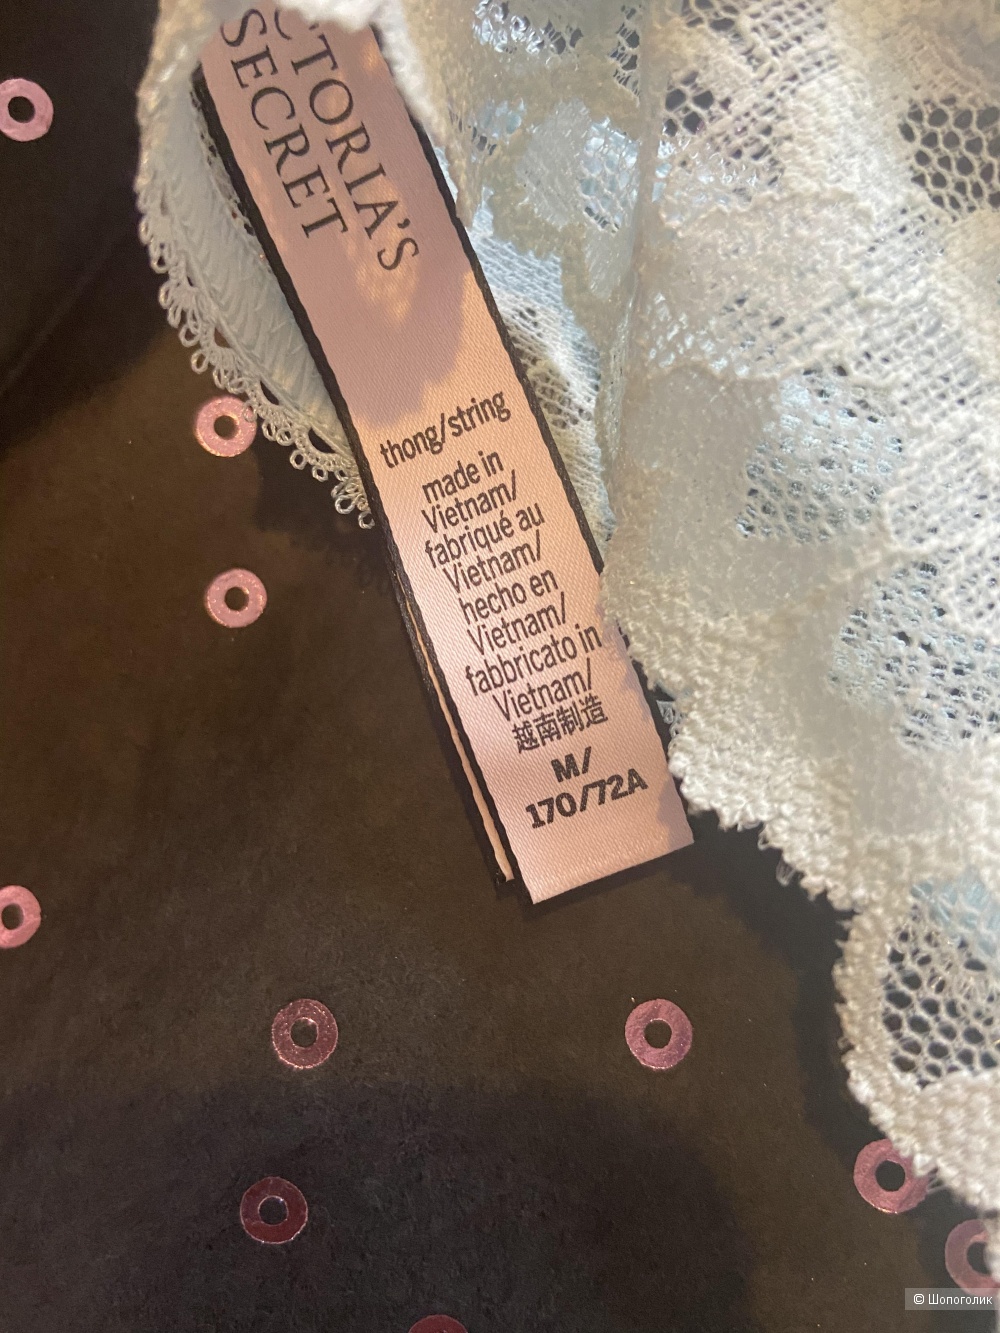 CTORIA'S
SECRET
thong/string
made in
Vietnam/
fabriqué au
Vietnam/
hecho en
Vietnam/
fabbricato in
Vietnam/
越南制造
M/
170/72A
© Шопоголик